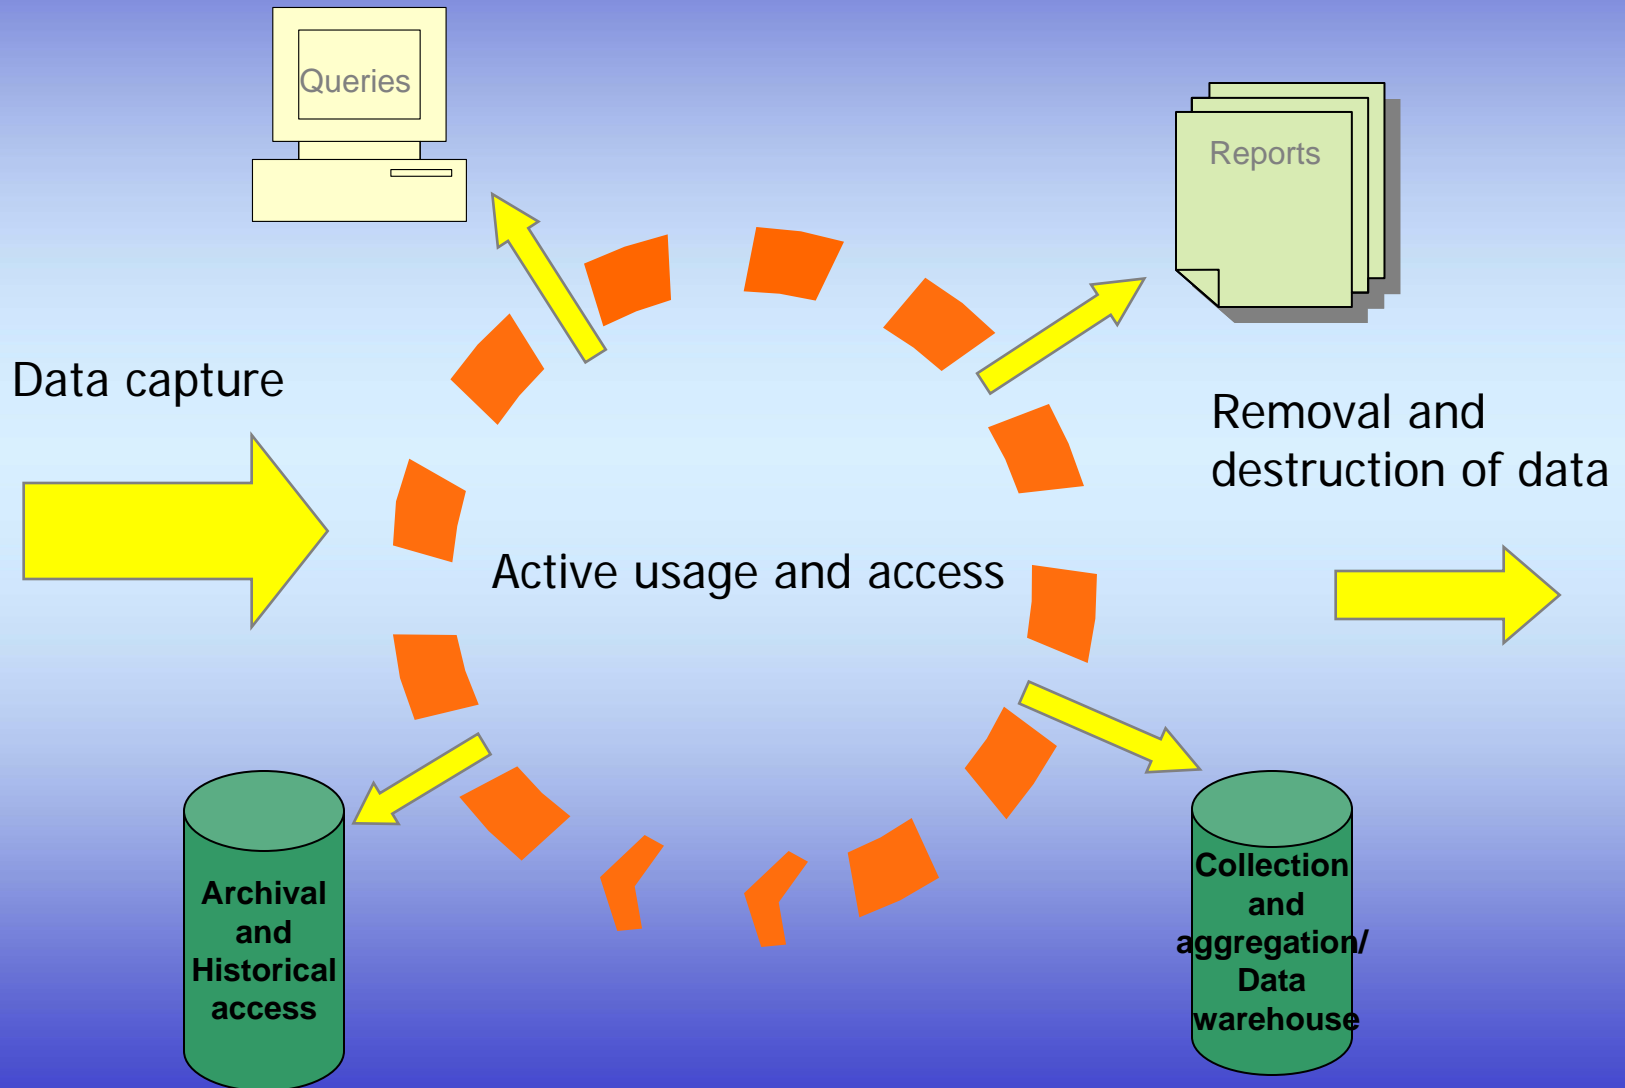 Queries
Reports
Data capture
Removal and
destruction of data
Active usage and access
Archival
and
Historical
access
Collection
and
aggregation/
Data
warehouse